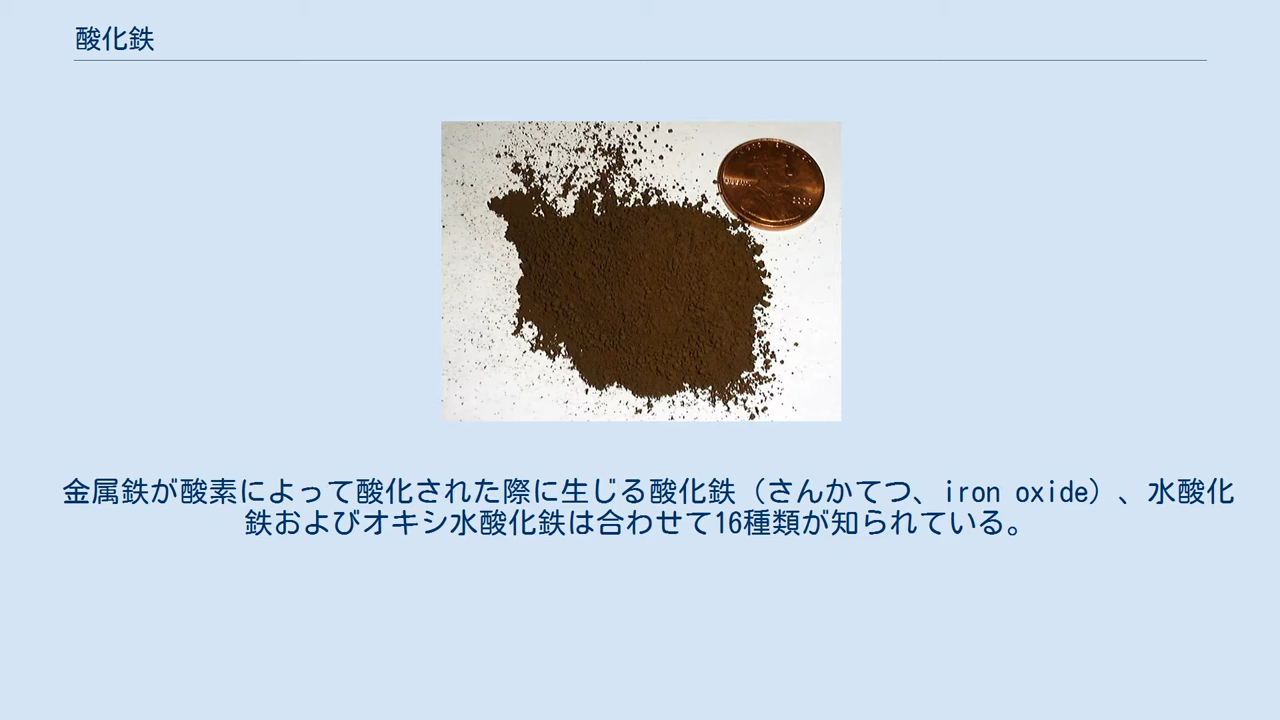 酸化鉄
金属鉄が酸素によって酸化された際に生じる酸化鉄（さんかてつ、iron oxide）、水酸化
鉄およびオキシ水酸化鉄は合わせて16種類が知られている。